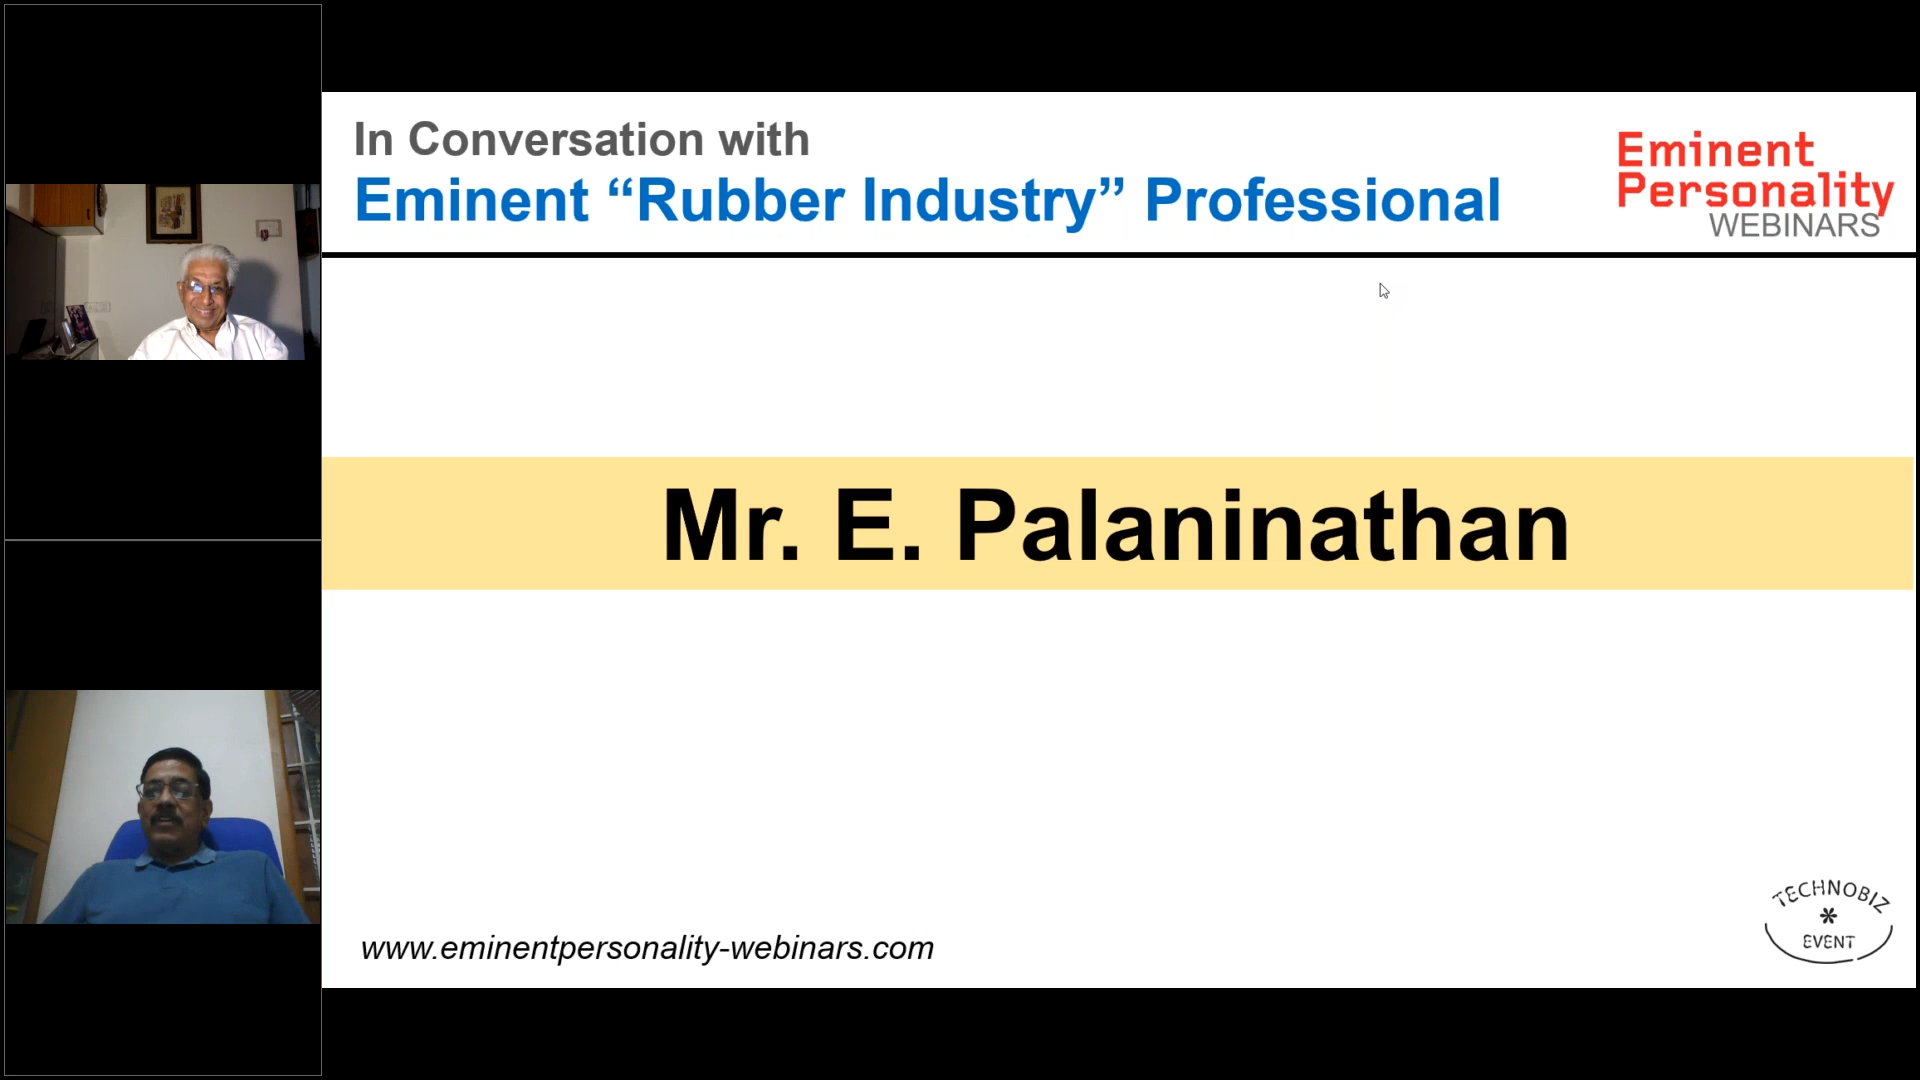 In Conversation with
Eminent “Rubber Industry” Professional
Eminent
Personality
WEBINARS
Mr. E. Palaninathan
www.eminentpersonality-webinars.com
TECHNOBIZ
*
EVENT